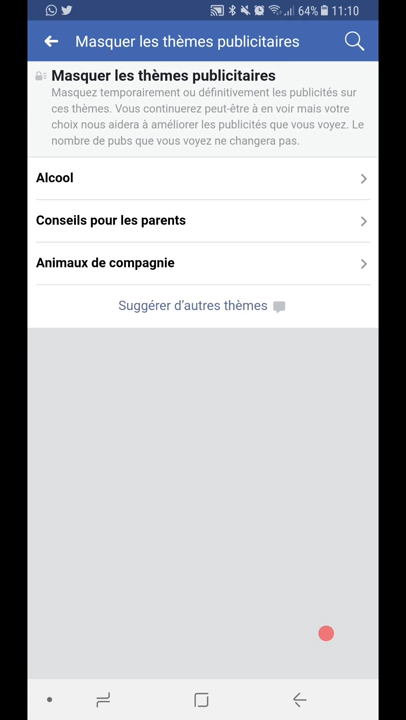 64% 11:10
Masquer les thèmes publicitaires
Masquer les thèmes publicitaires
Masquez temporairement ou définitivement les publicités sur
ces thèmes. Vous continuerez peut-être à en voir mais votre
choix nous aidera à améliorer les publicités que vous voyez. Le
nombre de pubs que vous voyez ne changera pas.
Alcool
Conseils pour les parents
Animaux de compagnie
Suggérer d'autres thèmes